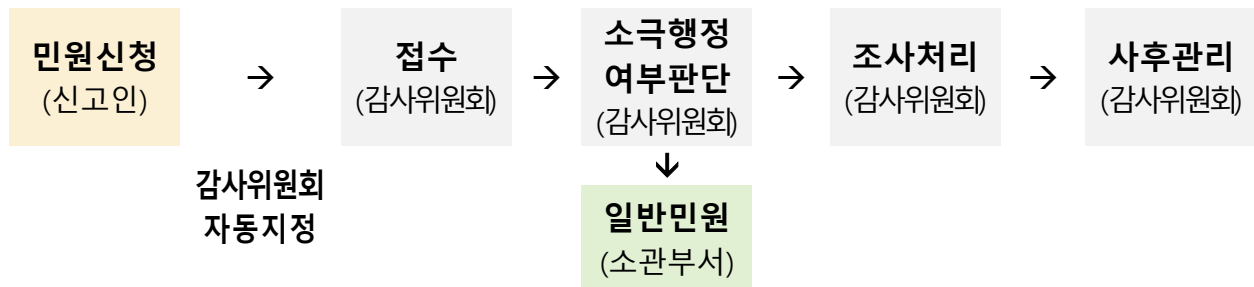 민원신청
(신고인)
→
감사위원회
자동지정
접수
(감사위원회)
→
소극행정
여부판단
(감사위원회)
→
조사처리
(감사위원회)
→
사후관리
(감사위원회)
↓
일반민원
(소관부서)